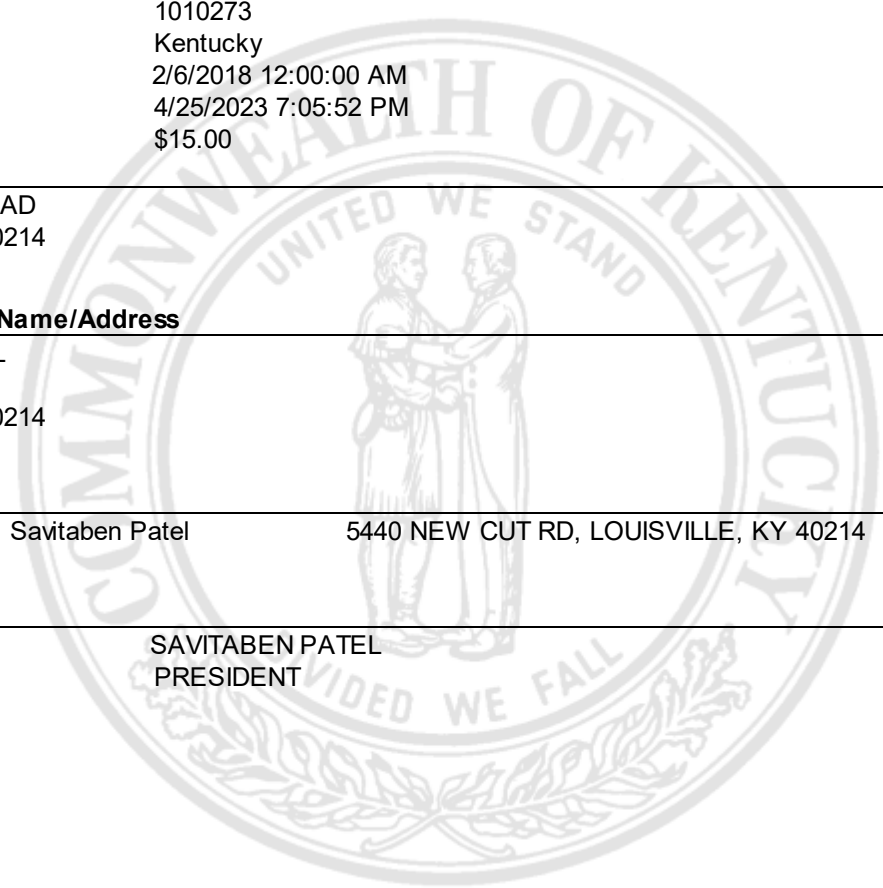 1010273
Kentucky
2/6/2018 12:00:00 AM
4/25/2023 7:05:52 PM
$15.00
AD
0214
Name/Address
0214
Savitaben Patel 5440 NEW CUT RD, LOUISVILLE, KY 40214
SAVITABEN PATEL
PRESIDENT
COMMONWEALTH OF KENTUCKY
UNITED WE STAND
DIVIDED WE FALL